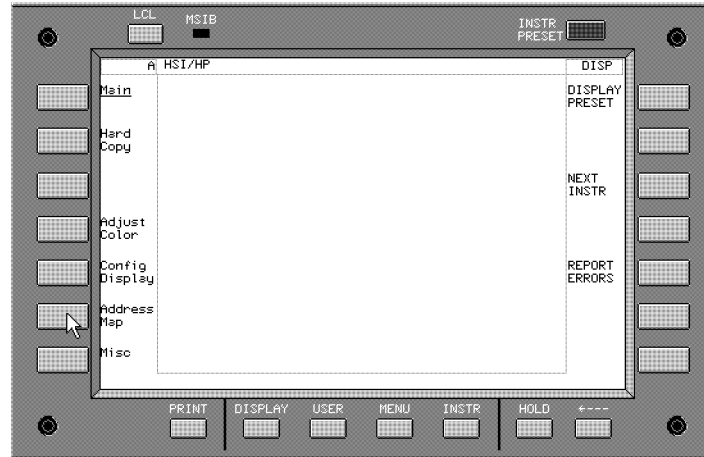 LCL
MSIB
INSTR
PRESET
A HSI/HP
DISP
Main
DISPLAY
PRESET
Hard
Copy
NEXT
INSTR
Adjust
Color
Config
Display
REPORT
ERRORS
Address
Map
Misc
PRINT DISPLAY USER MENU INSTR HOLD <---